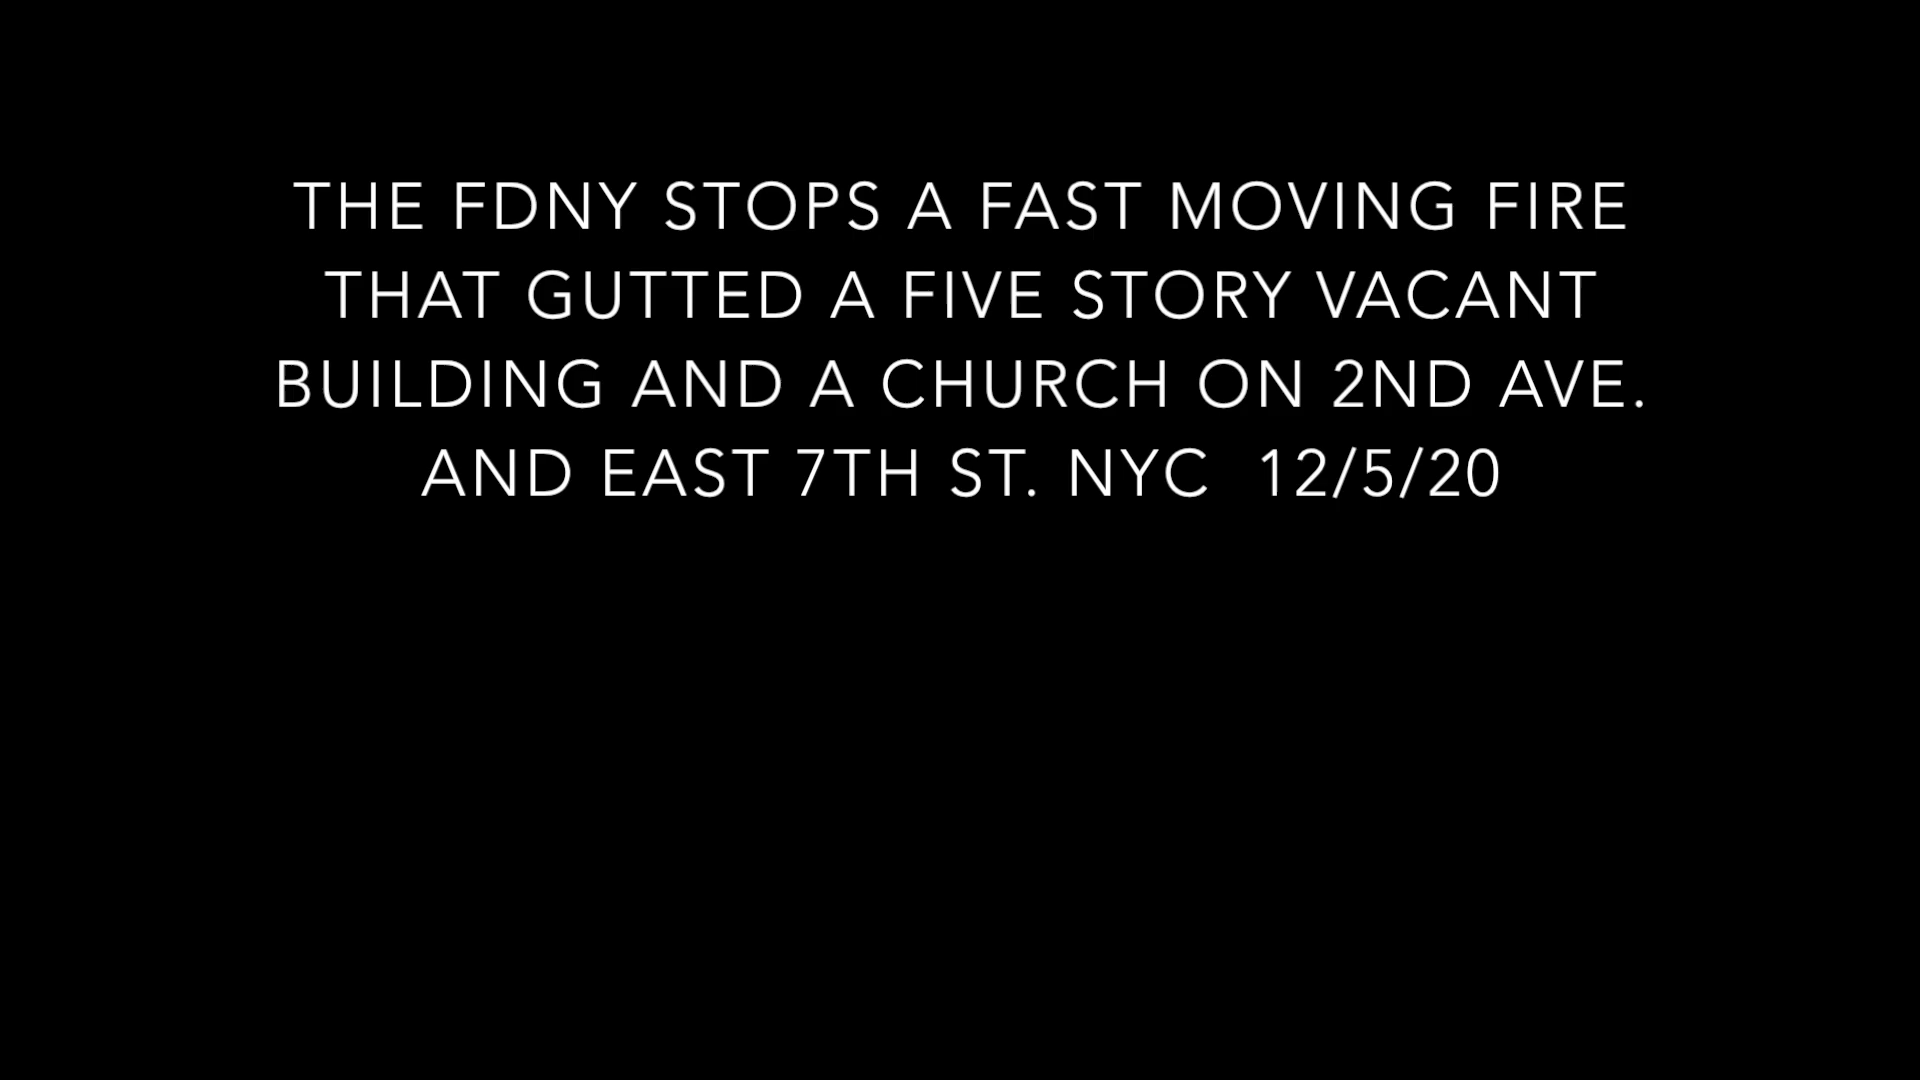 THE FDNY STOPS A FAST MOVING FIRE
THAT GUTTED A FIVE STORY VACANT
BUILDING AND A CHURCH ON 2ND AVE.
AND EAST 7TH ST. NYC  12/5/20